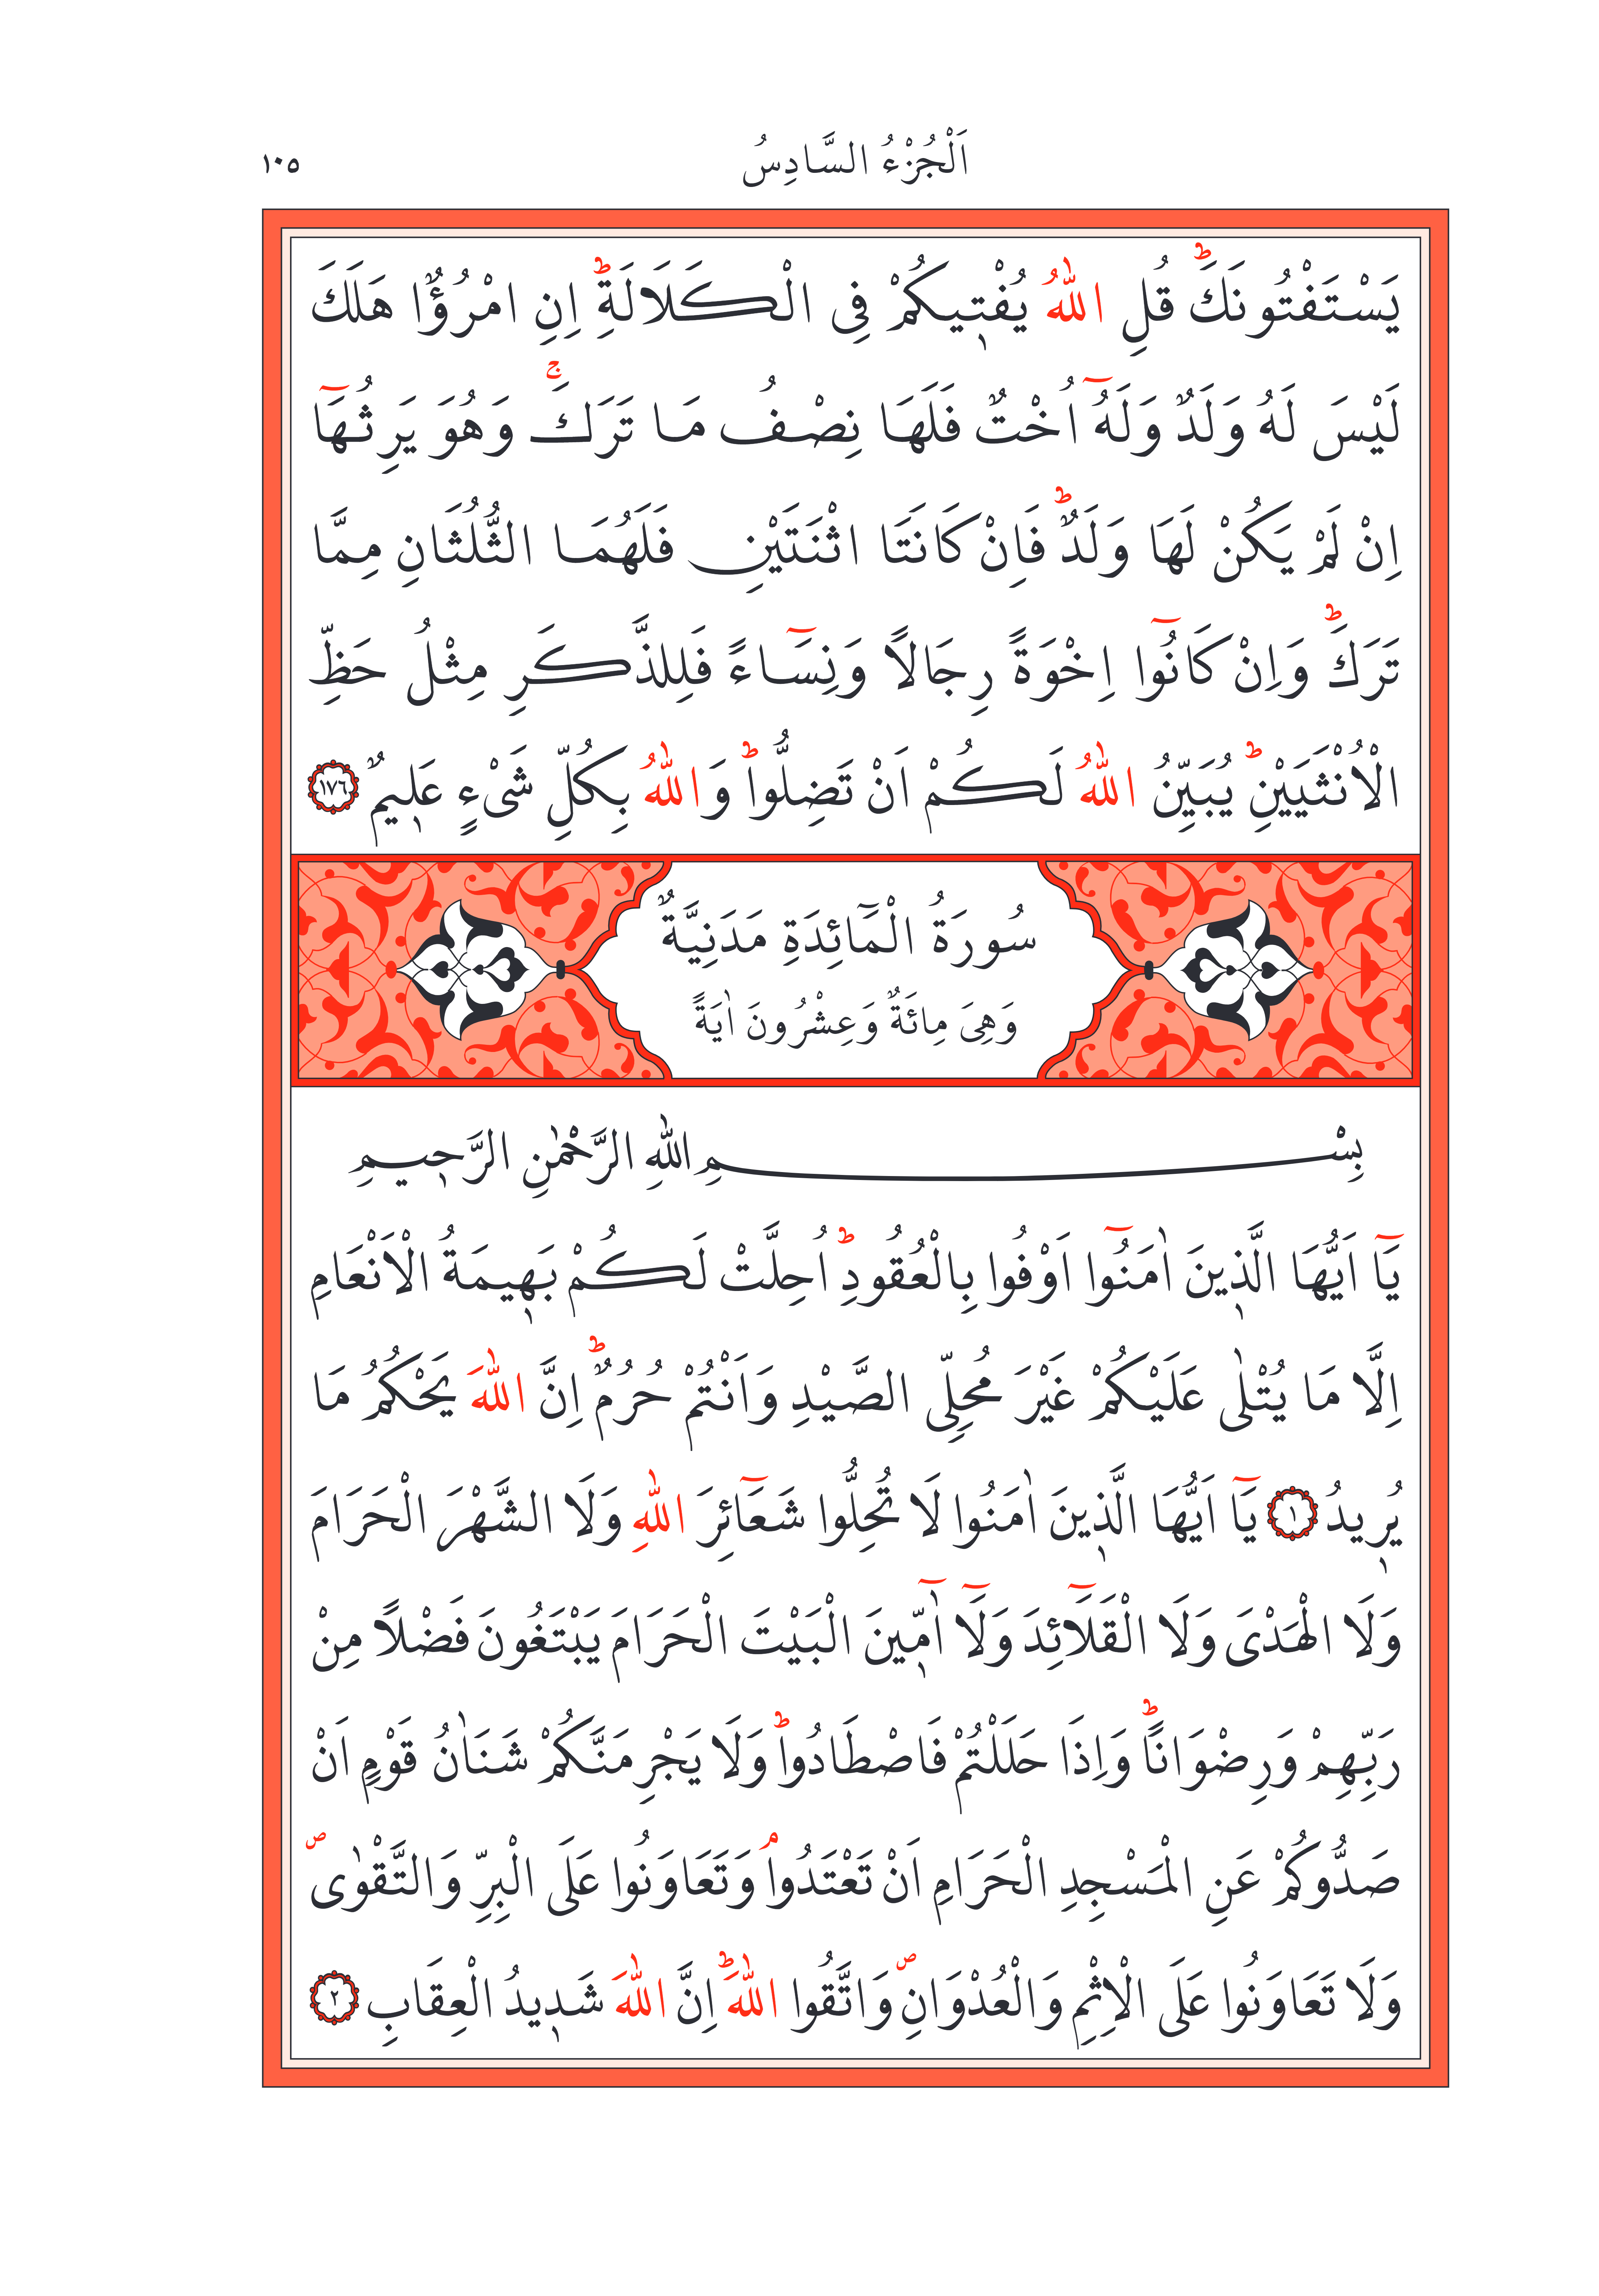 اَلْجُزْءُ السَّادِسُ ١٠٥
يَسْتَفْتُونَكَۜ قُلِ اللّٰهُ يُفْت۪يكُمْ فِى الْكَلَالَةِۜ اِنِ امْرُؤٌا هَلَكَ
لَيْسَ لَهُ وَلَدٌ وَلَهُٓ اُخْتٌ فَلَهَا نِصْفُ مَا تَرَكَۚ وَهُوَ يَرِثُهَٓا
اِنْ لَمْ يَكُنْ لَهَا وَلَدٌۜ فَاِنْ كَانَتَا اثْنَتَيْنِ فَلَهُمَا الثُّلُثَانِ مِمَّا
تَرَكَۜ وَاِنْ كَانُٓوا اِخْوَةً رِجَالًا وَنِسَٓاءً فَلِلذَّكَرِ مِثْلُ حَظِّ
الْاُنْثَيَيْنِۜ يُبَيِّنُ اللّٰهُ لَكُمْ اَنْ تَضِلُّواۜ وَاللّٰهُ بِكُلِّ شَىْءٍ عَل۪يمٌ ١٧٦
سُورَةُ الْمَٓائِدَةِ مَدَنِيَّةٌ
وَهِىَ مِائَةٌ وَعِشْرُونَ اٰيَةً
بِسْمِ اللّٰهِ الرَّحْمٰنِ الرَّح۪يمِ
يَٓا اَيُّهَا الَّذ۪ينَ اٰمَنُٓوا اَوْفُوا بِالْعُقُودِۜ اُحِلَّتْ لَكُمْ بَه۪يمَةُ الْاَنْعَامِ
اِلَّا مَا يُتْلٰى عَلَيْكُمْ غَيْرَ مُحِلِّى الصَّيْدِ وَاَنْتُمْ حُرُمٌۜ اِنَّ اللّٰهَ يَحْكُمُ مَا
يُر۪يدُ ١ يَٓا اَيُّهَا الَّذ۪ينَ اٰمَنُوا لَا تُحِلُّوا شَعَٓائِرَ اللّٰهِ وَلَا الشَّهْرَ الْحَرَامَ
وَلَا الْهَدْىَ وَلَا الْقَلَٓائِدَ وَلَٓا آٰمّ۪ينَ الْبَيْتَ الْحَرَامَ يَبْتَغُونَ فَضْلًا مِنْ
رَبِّهِمْ وَرِضْوَانًاۜ وَاِذَا حَلَلْتُمْ فَاصْطَادُواۜ وَلَا يَجْرِمَنَّكُمْ شَنَاٰنُ قَوْمٍ اَنْ
صَدُّوكُمْ عَنِ الْمَسْجِدِ الْحَرَامِ اَنْ تَعْتَدُواۢ وَتَعَاوَنُوا عَلَى الْبِرِّ وَالتَّقْوٰىۖ
وَلَا تَعَاوَنُوا عَلَى الْاِثْمِ وَالْعُدْوَانِۖ وَاتَّقُوا اللّٰهَۜ اِنَّ اللّٰهَ شَد۪يدُ الْعِقَابِ ٢